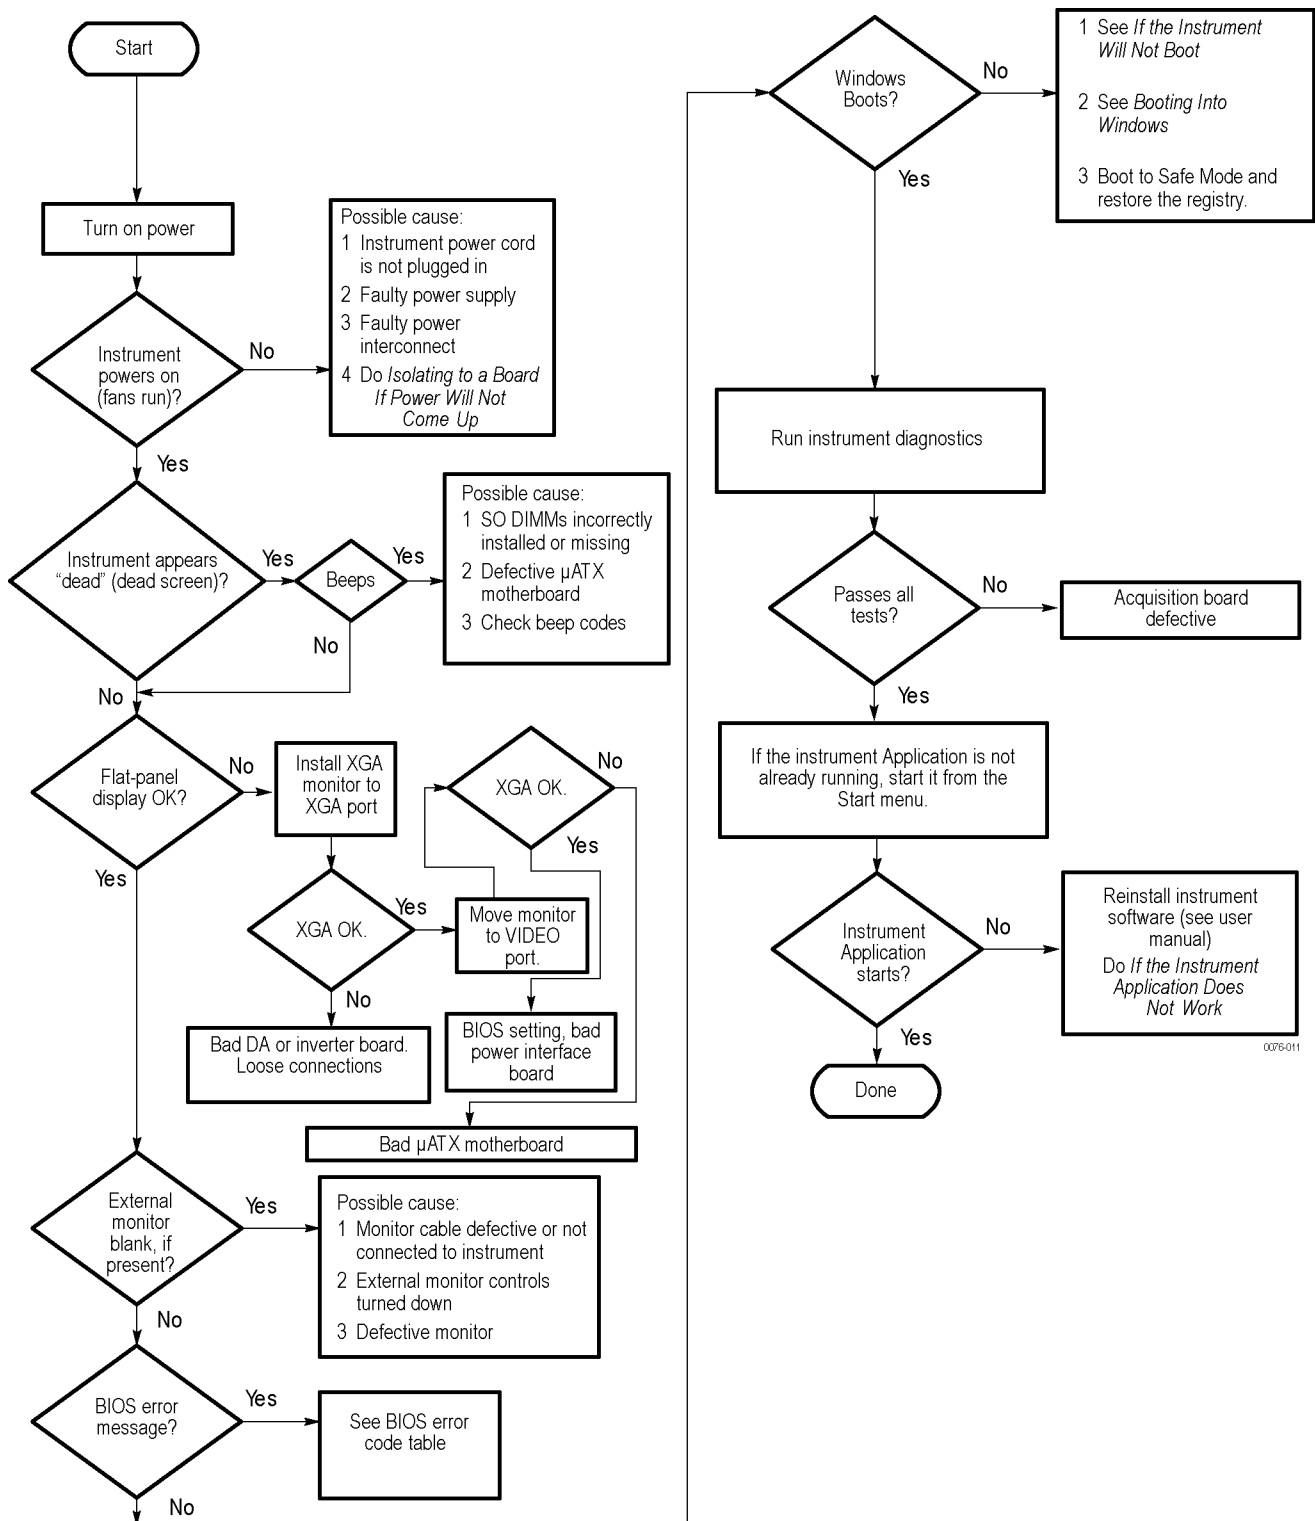 Start
Turn on power
Instrument
powers on
(fans run)?
No
Possible cause:
1 Instrument power cord
is not plugged in
2 Faulty power supply
3 Faulty power
interconnect
4 Do Isolating to a Board
If Power Will Not
Come Up
Yes
Instrument appears
“dead” (dead screen)?
Yes
Beeps
Yes
Possible cause:
1 SO DIMMs incorrectly
installed or missing
2 Defective µATX
motherboard
3 Check beep codes
No
No
Flat-panel
display OK?
No
Install XGA
monitor to
XGA port
XGA OK.
Yes
Move monitor
to VIDEO
port.
XGA OK.
No
Yes
No
Bad DA or inverter board.
Loose connections
BIOS setting, bad
power interface
board
Bad µATX motherboard
Yes
External
monitor
blank, if
present?
Yes
Possible cause:
1 Monitor cable defective or not
connected to instrument
2 External monitor controls
turned down
3 Defective monitor
No
BIOS error
message?
Yes
See BIOS error
code table
No
Windows
Boots?
No
1 See If the Instrument
Will Not Boot
2 See Booting Into
Windows
3 Boot to Safe Mode and
restore the registry.
Yes
Run instrument diagnostics
Passes all
tests?
No
Acquisition board
defective
Yes
If the instrument Application is not
already running, start it from the
Start menu.
Instrument
Application
starts?
No
Reinstall instrument
software (see user
manual)
Do If the Instrument
Application Does
Not Work
Yes
Done
0076-011